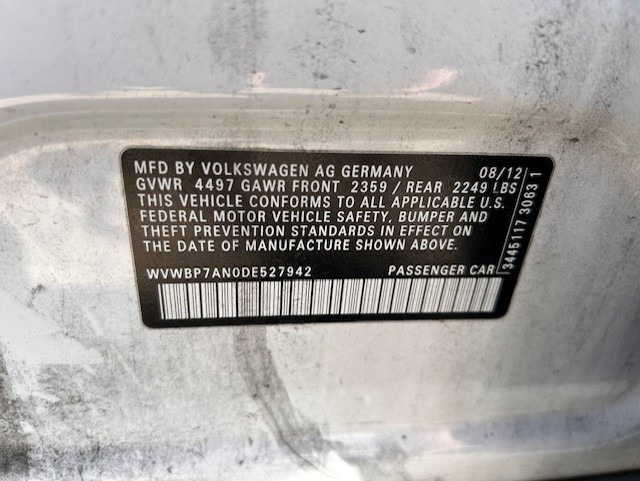 MFD BY VOLKSWAGEN AG GERMANY 08/12
GVWR 4497 GAWR FRONT 2359 / REAR 2249 LBS
THIS VEHICLE CONFORMS TO ALL APPLICABLE U.S.
FEDERAL MOTOR VEHICLE SAFETY, BUMPER AND
THEFT PREVENTION STANDARDS IN EFFECT ON
THE DATE OF MANUFACTURE SHOWN ABOVE.
WVWBP7AN0DE527942 PASSENGER CAR
3445117 3063 1